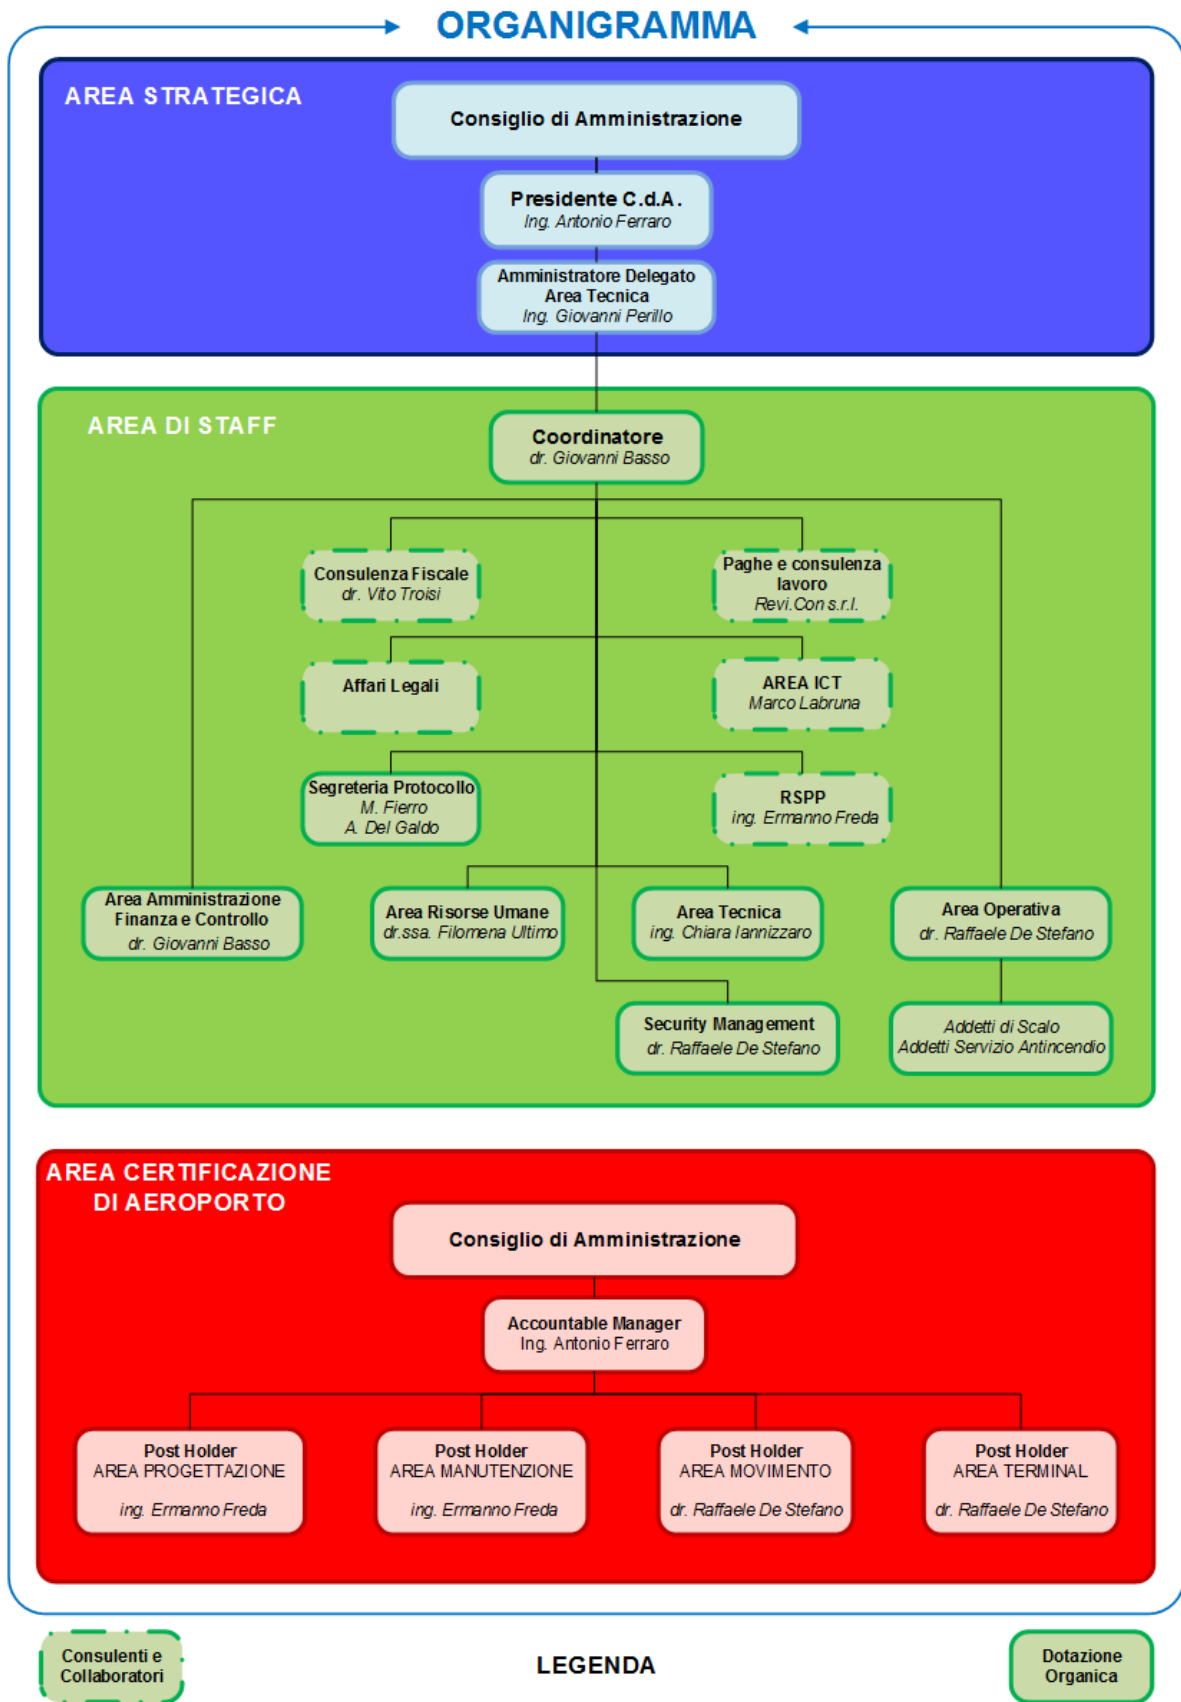 ORGANIGRAMMA
AREA STRATEGICA
Consiglio di Amministrazione
Presidente C.d.A.
Ing. Antonio Ferraro
Amministratore Delegato
Area Tecnica
Ing. Giovanni Perillo
AREA DI STAFF
Coordinatore
dr. Giovanni Basso
Consulenza Fiscale
dr. Vito Troisi
Paghe e consulenza
lavoro
Revi.Con s.r.l.
Affari Legali
AREA ICT
Marco Labruna
Segreteria Protocollo
M. Fierro
A. Del Galdo
RSPP
ing. Ermanno Freda
Area Amministrazione
Finanza e Controllo
dr. Giovanni Basso
Area Risorse Umane
dr.ssa. Filomena Ultimo
Area Tecnica
ing. Chiara Iannizzaro
Area Operativa
dr. Raffaele De Stefano
Security Management
dr. Raffaele De Stefano
Addetti di Scalo
Addetti Servizio Antincendio
AREA CERTIFICAZIONE
DI AEROPORTO
Consiglio di Amministrazione
Accountable Manager
Ing. Antonio Ferraro
Post Holder
AREA PROGETTAZIONE
ing. Ermanno Freda
Post Holder
AREA MANUTENZIONE
ing. Ermanno Freda
Post Holder
AREA MOVIMENTO
dr. Raffaele De Stefano
Post Holder
AREA TERMINAL
dr. Raffaele De Stefano
Consulenti e
Collaboratori
LEGENDA
Dotazione
Organica